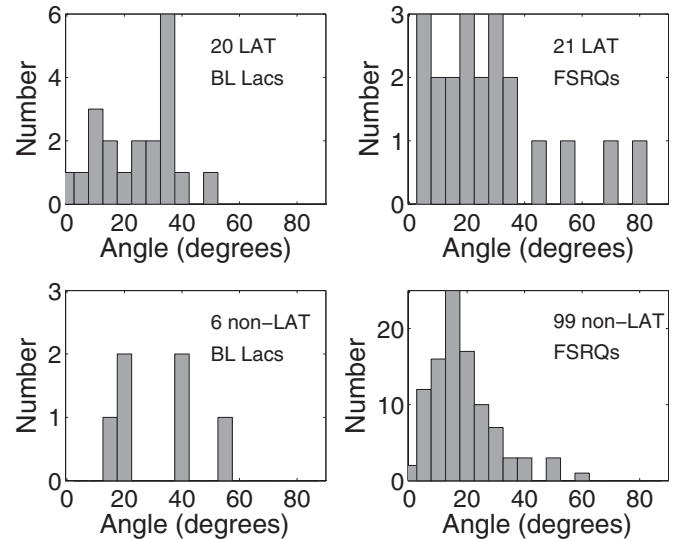 6
4
2
0
Number
20 LAT
BL Lacs
0 20 40 60 80
Angle (degrees)
3
2
1
0
Number
21 LAT
FSRQs
0 20 40 60 80
Angle (degrees)
3
2
1
0
Number
6 non−LAT
BL Lacs
0 20 40 60 80
Angle (degrees)
20
10
0
Number
99 non−LAT
FSRQs
0 20 40 60 80
Angle (degrees)